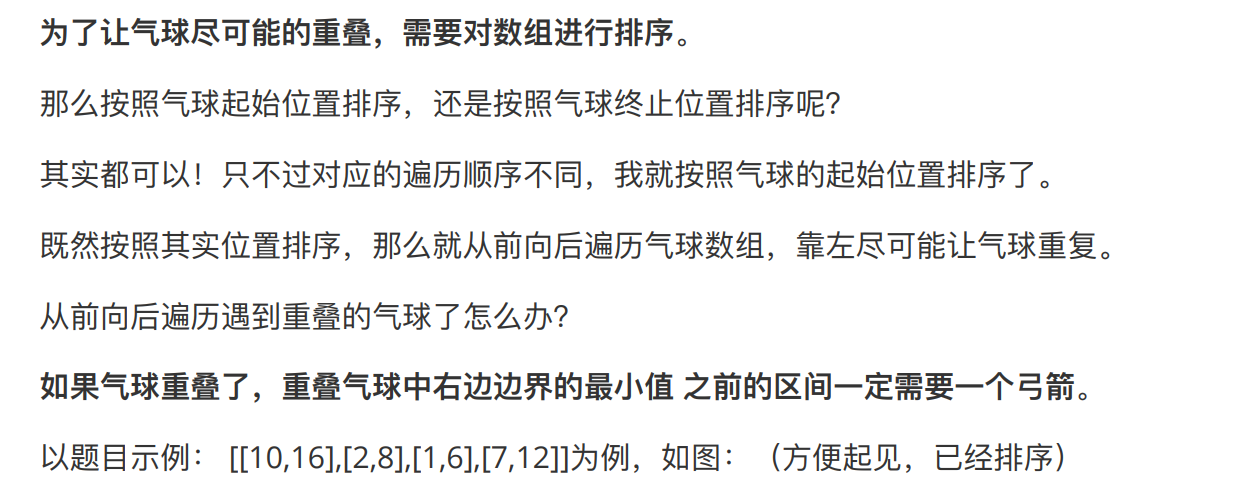 为了让气球尽可能的重叠，需要对数组进行排序。
那么按照气球起始位置排序，还是按照气球终止位置排序呢？
其实都可以！只不过对应的遍历顺序不同，我就按照气球的起始位置排序了。
既然按照其实位置排序，那么就从前向后遍历气球数组，靠左尽可能让气球重复。
从前向后遍历遇到重叠的气球了怎么办？
如果气球重叠了，重叠气球中右边边界的最小值 之前的区间一定需要一个弓箭。
以题目示例： [[10,16],[2,8],[1,6],[7,12]]为例，如图：（方便起见，已经排序）